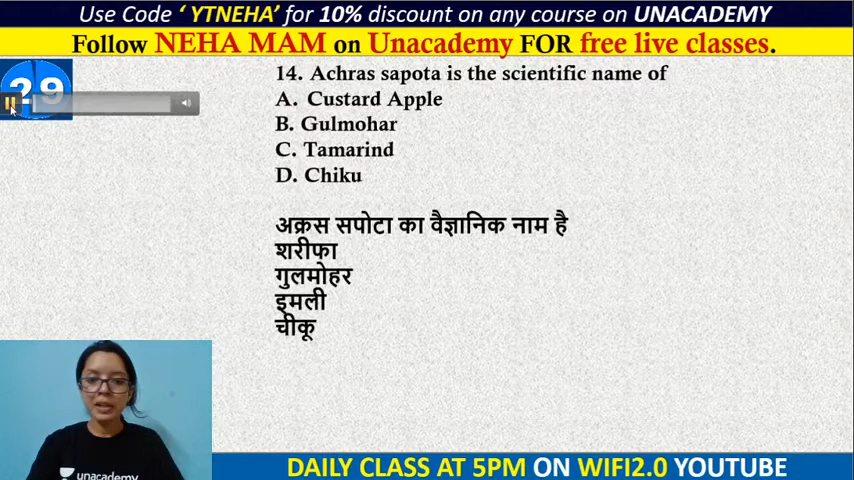 Use Code ‘ YTNEHA’ for 10% discount on any course on UNACADEMY
Follow NEHA MAM on Unacademy FOR free live classes.
29
14. Achras sapota is the scientific name of
A. Custard Apple
B. Gulmohar
C. Tamarind
D. Chiku
अक्रस सपोटा का वैज्ञानिक नाम है
शरीफा
गुलमोहर
इमली
चीकू
unacademy
DAILY CLASS AT 5PM ON WIFI2.0 YOUTUBE